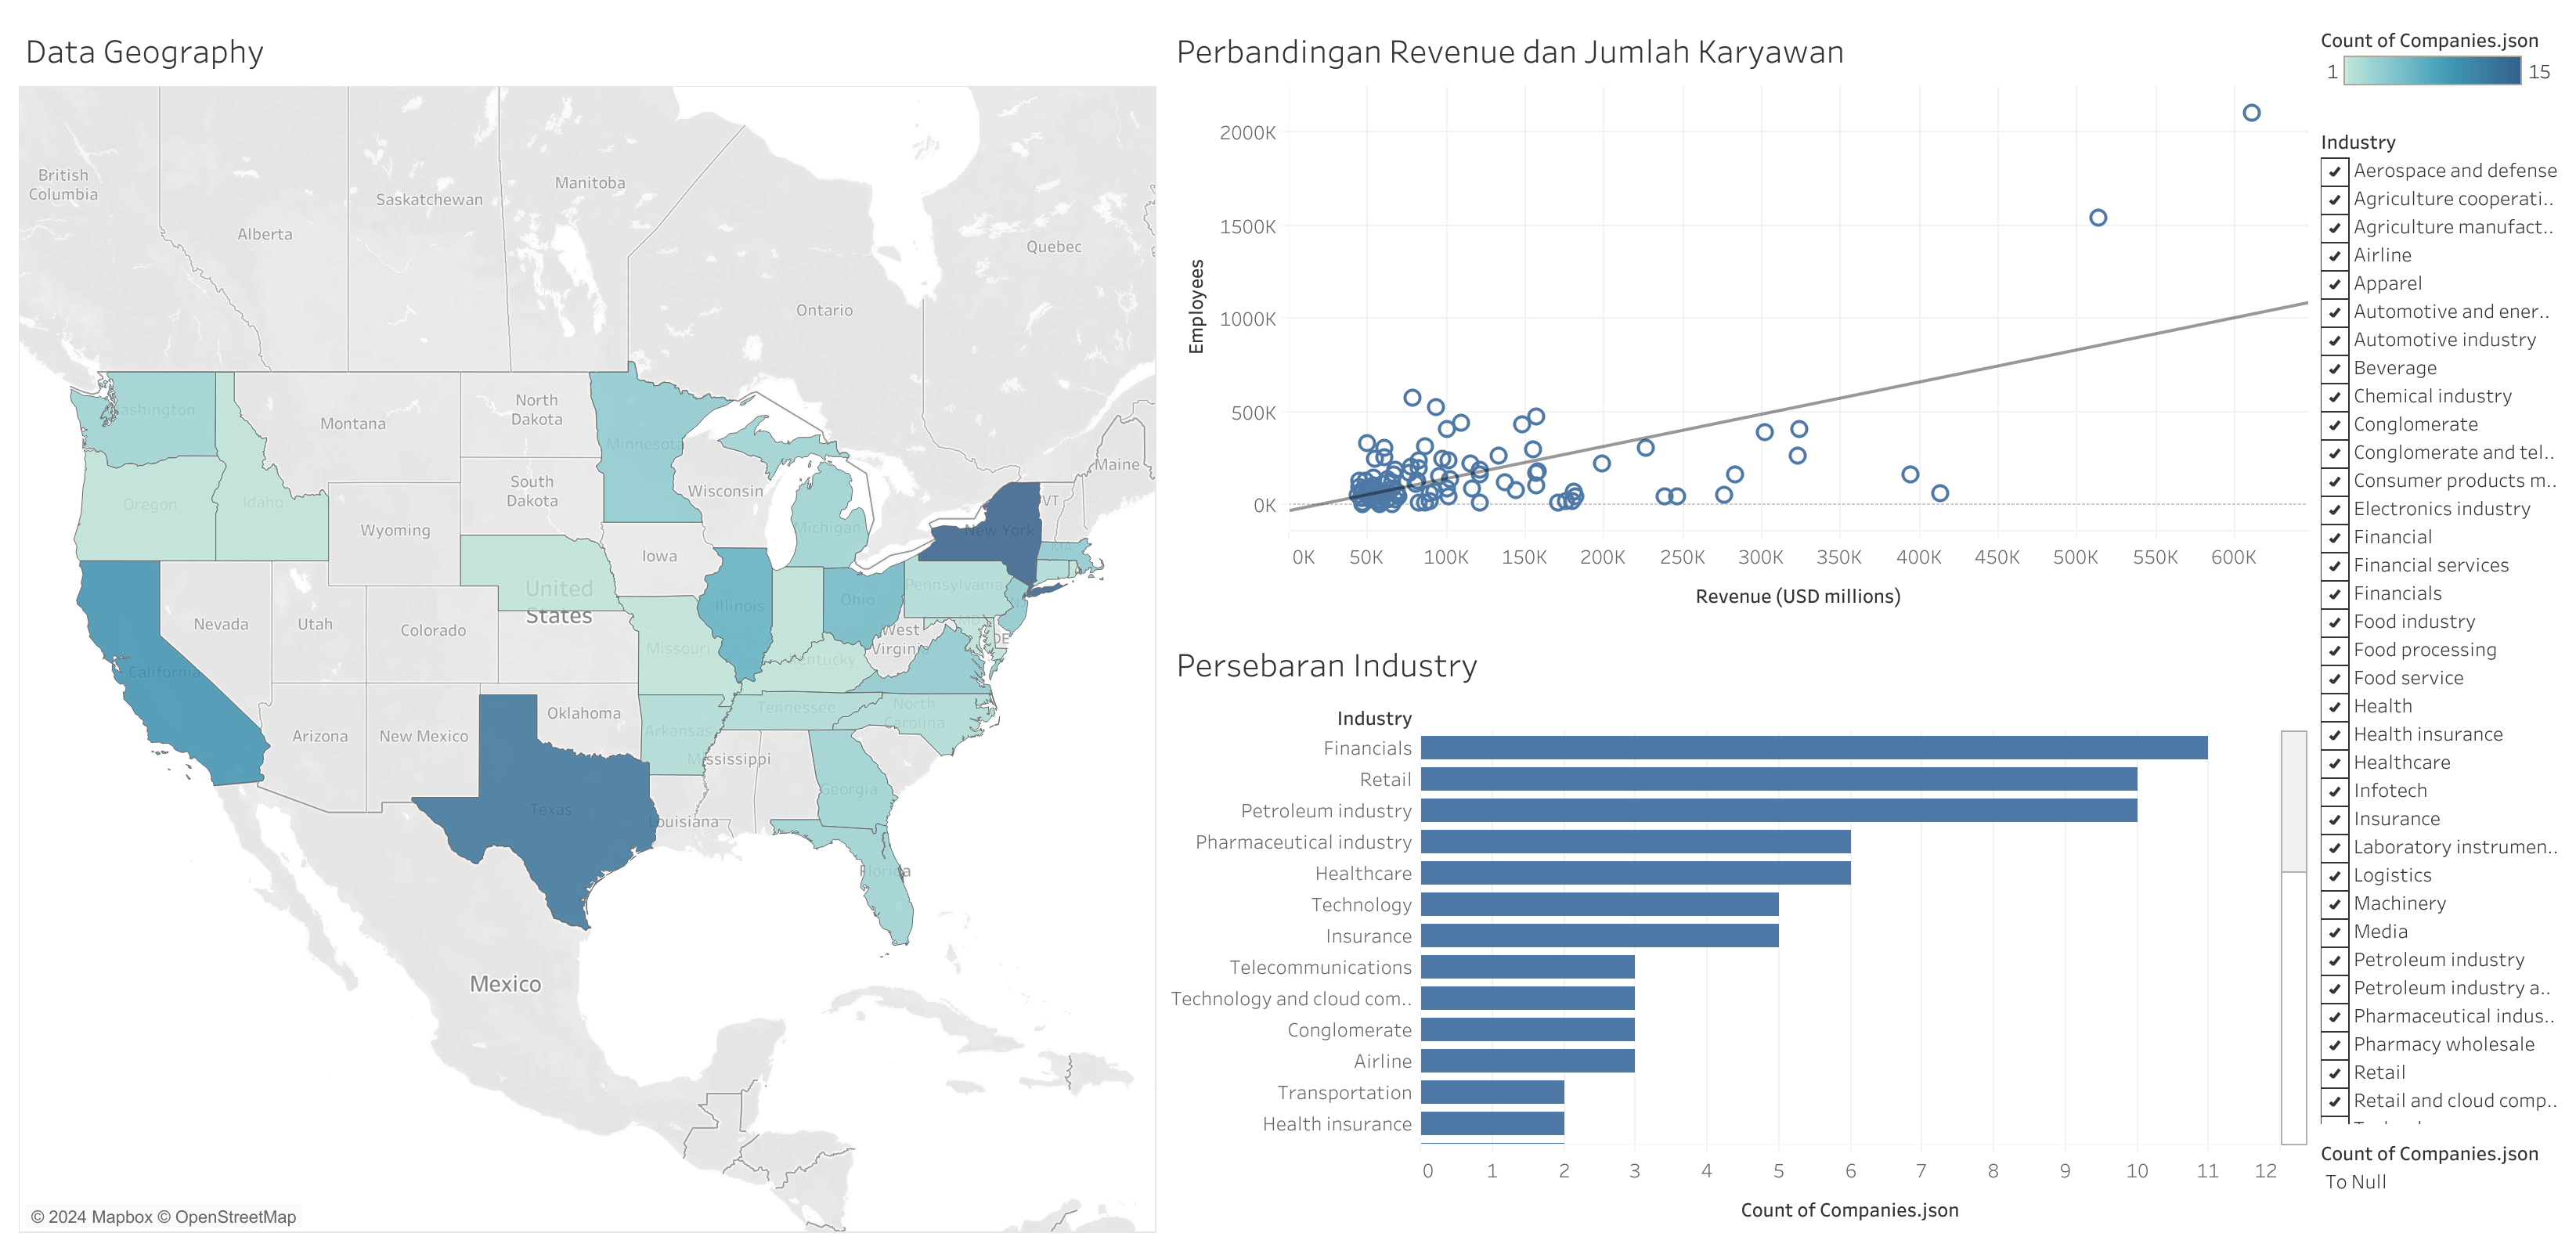 Data Geography
British
Columbia
Alberta
Saskatchewan
Manitoba
Ontario
Quebec
Montana
North
Dakota
Minnesota
South
Dakota
Wisconsin
Michigan
Maine
VT
New York
MA
Oregon
Idaho
Wyoming
Iowa
Nevada
Utah
Colorado
United
States
Illinois
Ohio
Pennsylvania
West
Virginia
DE
Missouri
California
Arizona
New Mexico
Oklahoma
Arkansas
Tennessee
North
Carolina
Mississippi
Texas
Louisiana
Georgia
Florida
Mexico
© 2024 Mapbox © OpenStreetMap
Perbandingan Revenue dan Jumlah Karyawan
Employees
2000K
1500K
1000K
500K
0K
0K 50K 100K 150K 200K 250K 300K 350K 400K 450K 500K 550K 600K
Revenue (USD millions)
Persebaran Industry
Industry
Financials
Retail
Petroleum industry
Pharmaceutical industry
Healthcare
Technology
Insurance
Telecommunications
Technology and cloud com..
Conglomerate
Airline
Transportation
Health insurance
0 1 2 3 4 5 6 7 8 9 10 11 12
Count of Companies.json
Count of Companies.json
1 15
Industry
Aerospace and defense
Agriculture cooperati..
Agriculture manufact..
Airline
Apparel
Automotive and ener..
Automotive industry
Beverage
Chemical industry
Conglomerate
Conglomerate and tel..
Consumer products m..
Electronics industry
Financial
Financial services
Financials
Food industry
Food processing
Food service
Health
Health insurance
Healthcare
Infotech
Insurance
Laboratory instrumen..
Logistics
Machinery
Media
Petroleum industry
Petroleum industry a..
Pharmaceutical indus..
Pharmacy wholesale
Retail
Retail and cloud comp..
Count of Companies.json
To Null